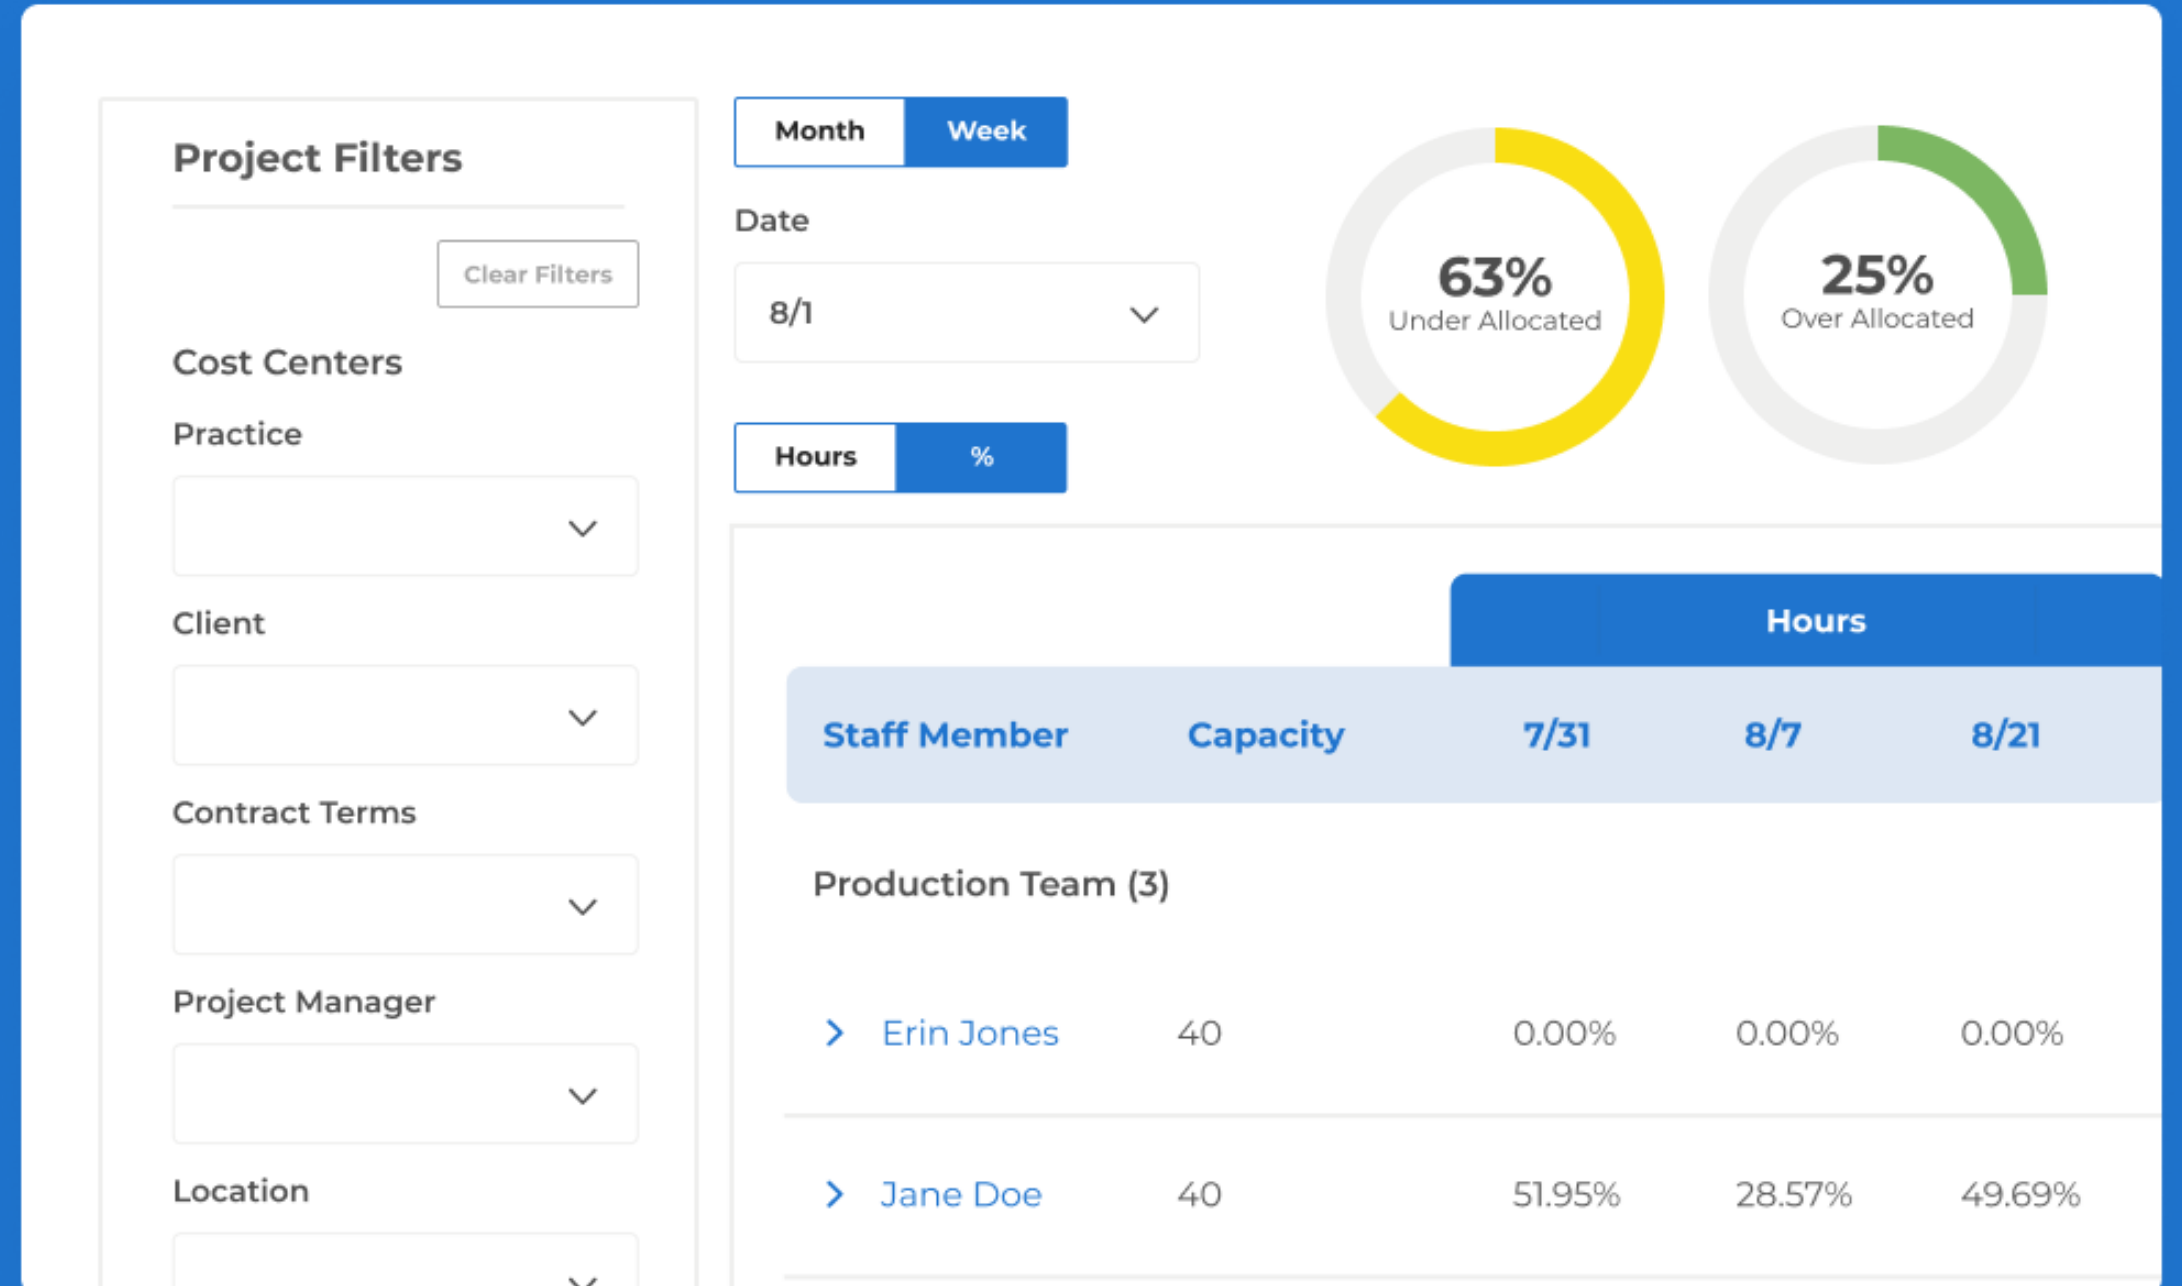 Project Filters
Clear Filters
Cost Centers
Practice
Client
Contract Terms
Project Manager
Location
Month Week
Date
8/1
Hours %
63%
Under Allocated
25%
Over Allocated
Hours
Staff Member Capacity 7/31 8/7 8/21
Production Team (3)
Erin Jones 40 0.00% 0.00% 0.00%
Jane Doe 40 51.95% 28.57% 49.69%